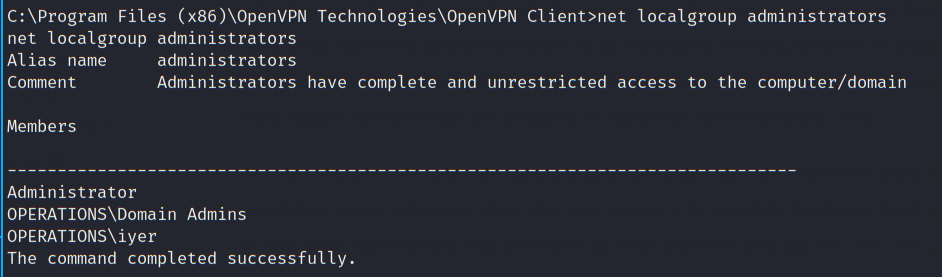 C:\Program Files (x86)\OpenVPN Technologies\OpenVPN Client>net localgroup administrators
net localgroup administrators
Alias name     administrators
Comment        Administrators have complete and unrestricted access to the computer/domain
Members
-------------------------------------------------------------------------------
Administrator
OPERATIONS\Domain Admins
OPERATIONS\iyer
The command completed successfully.